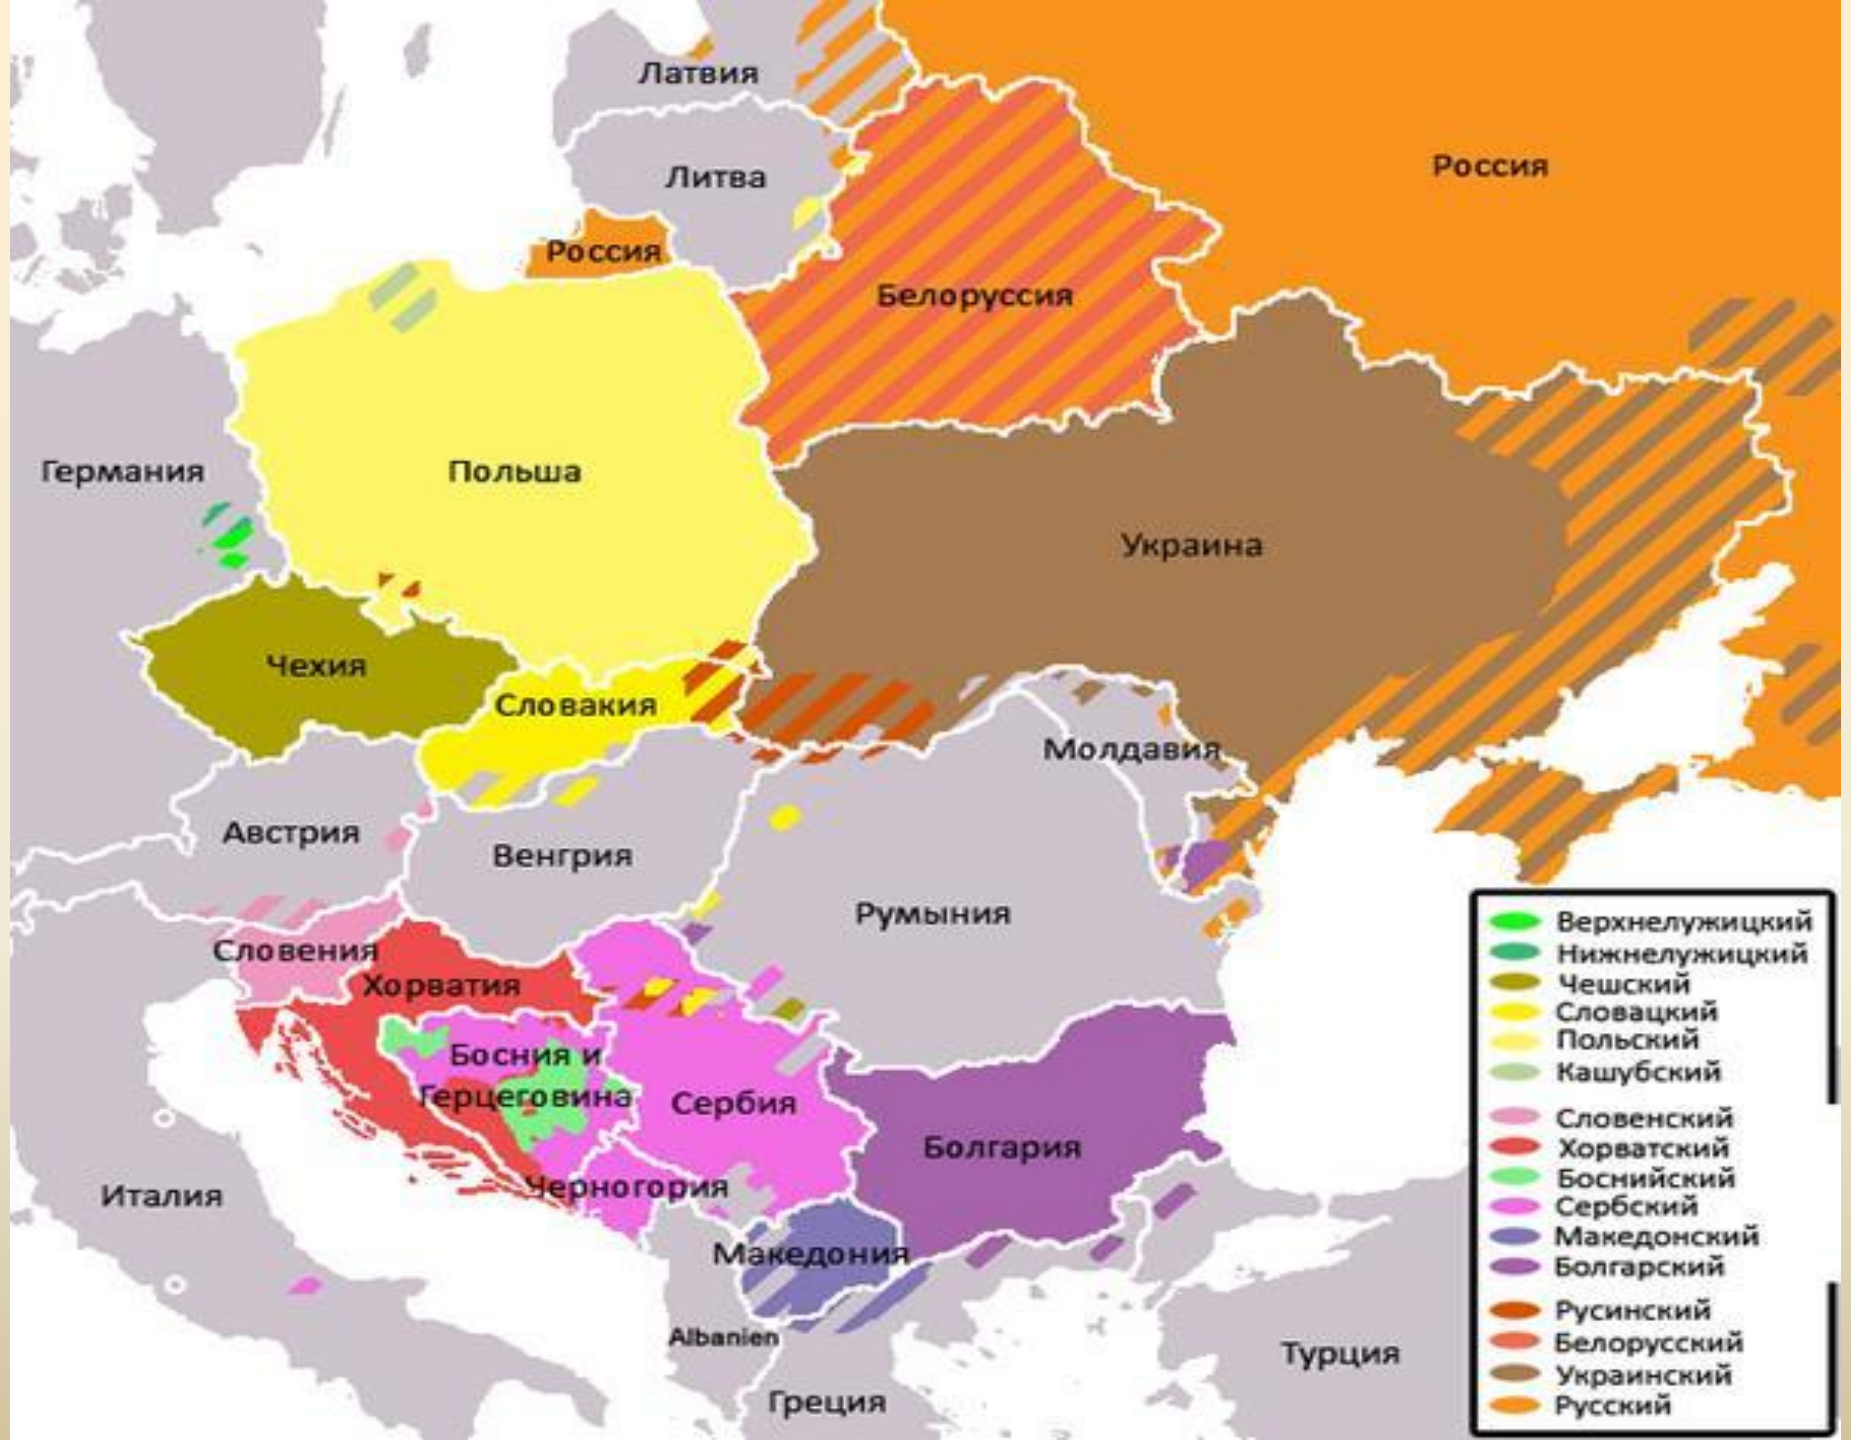 Латвия
Литва
Россия
Россия
Белоруссия
Германия
Польша
Украина
Чехия
Словакия
Молдавия
Австрия
Венгрия
Румыния
Словения
Хорватия
Босния и
Герцеговина
Сербия
Болгария
Италия
Черногория
Македония
Albanien
Греция
Турция
Верхнелужицкий
Нижнелужицкий
Чешский
Словацкий
Польский
Кашубский
Словенский
Хорватский
Боснийский
Сербский
Македонский
Болгарский
Русинский
Белорусский
Украинский
Русский